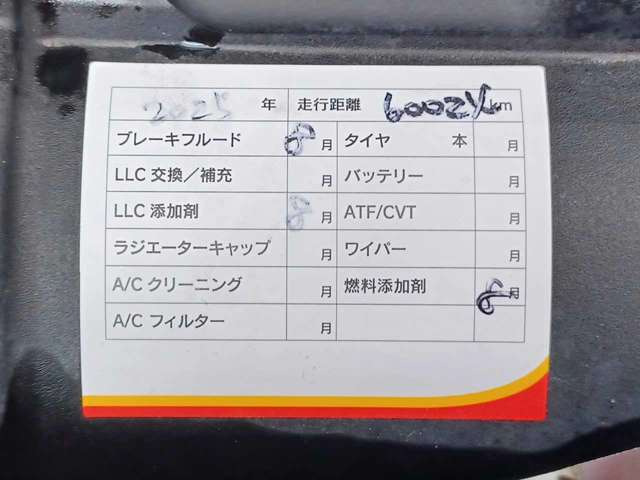 2025 年 走行距離 60024 km
ブレーキフルード 8 月 タイヤ 本 月
LLC 交換／補充 月 バッテリー 月
LLC 添加剤 8 月 ATF/CVT 月
ラジエーターキャップ 月 ワイパー 月
A/C クリーニング 月 燃料添加剤 8 月
A/C フィルター 月